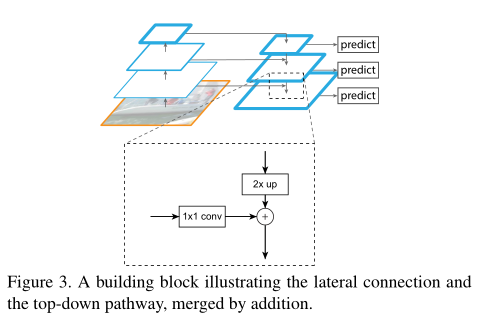 predict
predict
predict
2x up
1x1 conv
+
Figure 3. A building block illustrating the lateral connection and
the top-down pathway, merged by addition.